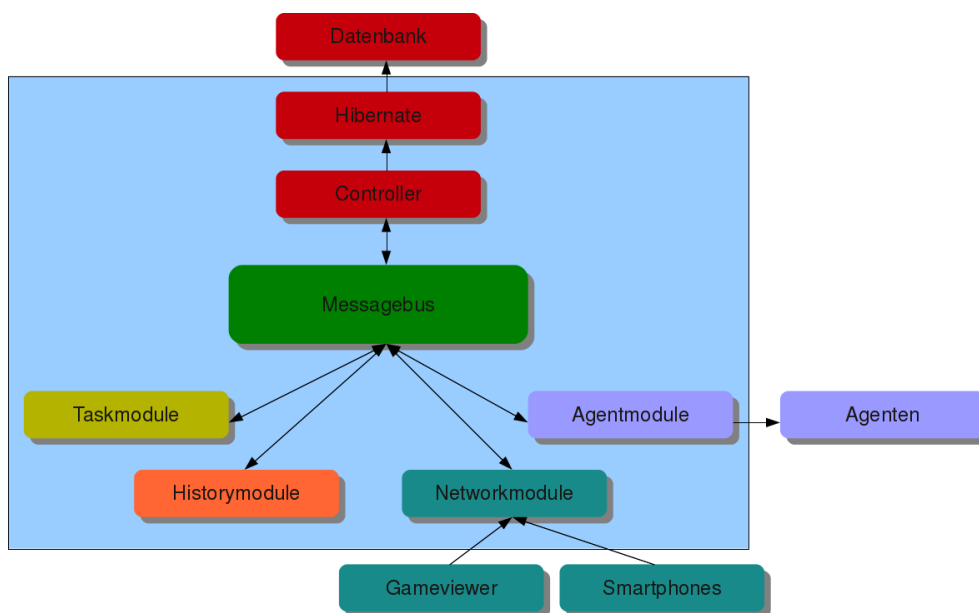 Datenbank
Hibernate
Controller
Messagebus
Taskmodule
Agentmodule
Agenten
Historymodule
Networkmodule
Gameviewer
Smartphones